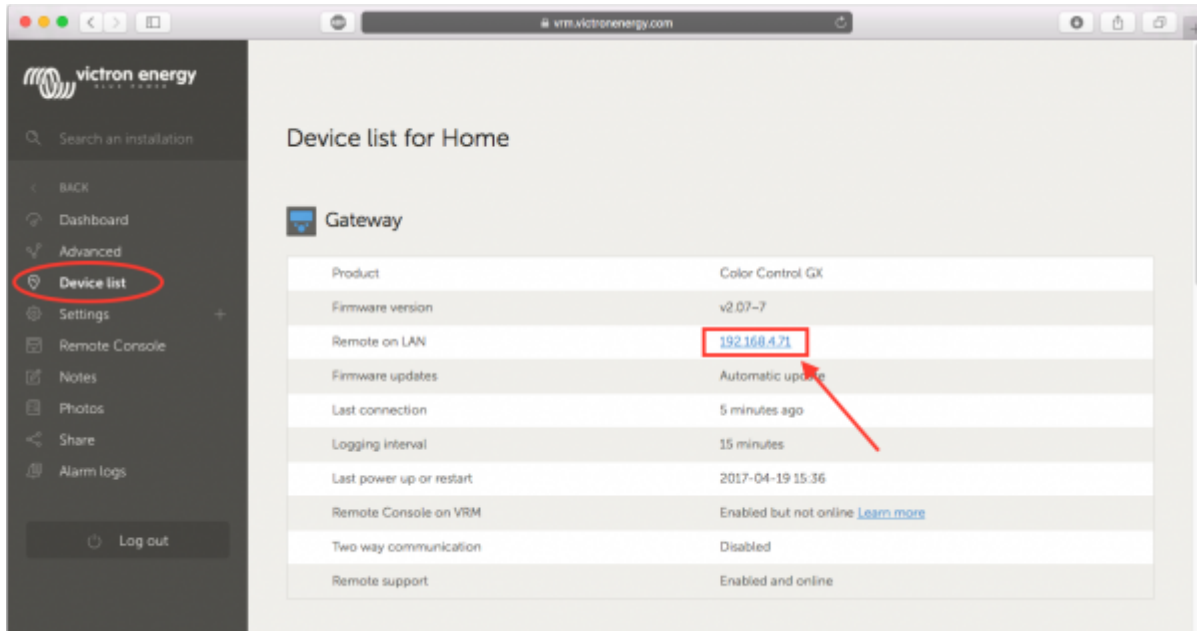 vrm.victronenergy.com
victron energy
BLUE POWER
Search an installation
BACK
Dashboard
Advanced
Device list
Settings
Remote Console
Notes
Photos
Share
Alarm logs
Log out
Device list for Home
Gateway
Product Color Control GX
Firmware version v2.07-7
Remote on LAN 192.168.4.71
Firmware updates Automatic update
Last connection 5 minutes ago
Logging interval 15 minutes
Last power up or restart 2017-04-19 15:36
Remote Console on VRM Enabled but not online Learn more
Two way communication Disabled
Remote support Enabled and online